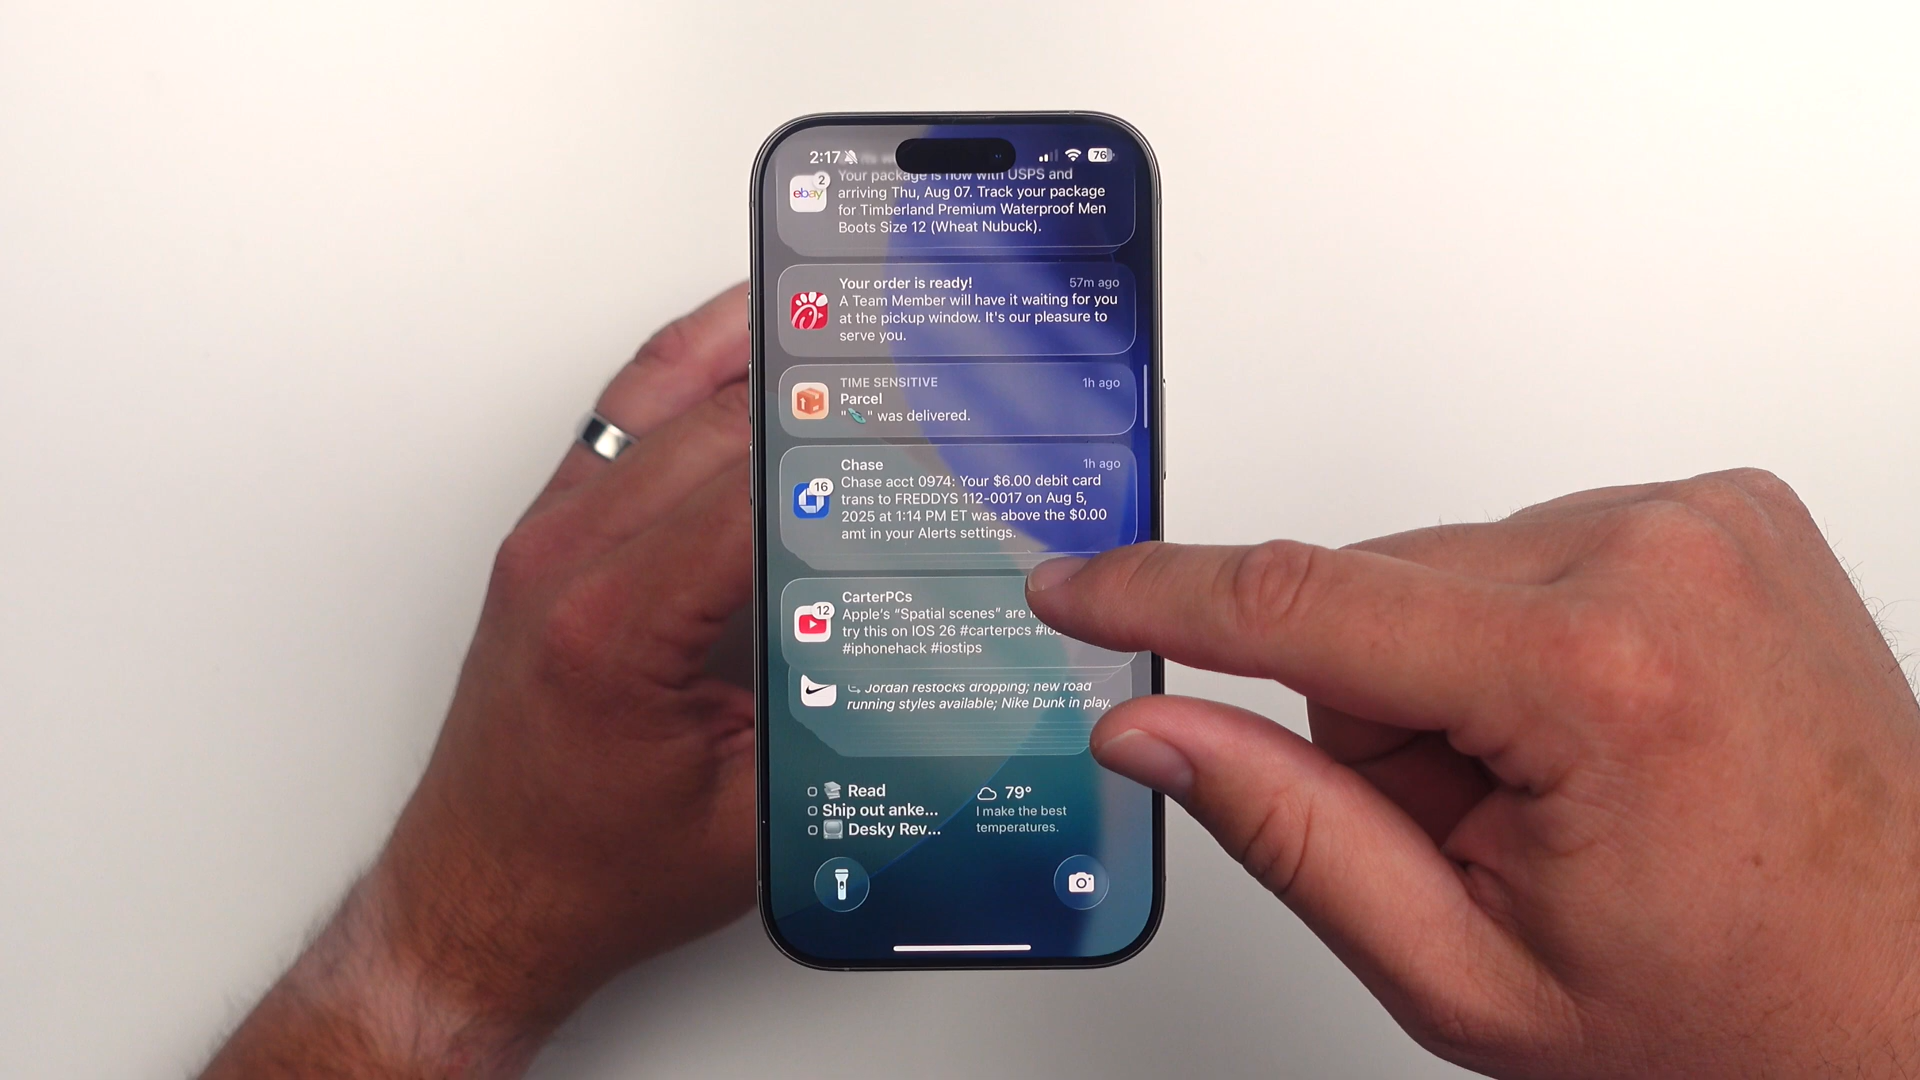 2:17
76
ebay
2
Your package is now with USPS and
arriving Thu, Aug 07. Track your package
for Timberland Premium Waterproof Men
Boots Size 12 (Wheat Nubuck).
Your order is ready!
57m ago
A Team Member will have it waiting for you
at the pickup window. It's our pleasure to
serve you.
TIME SENSITIVE
1h ago
Parcel
" " was delivered.
Chase
1h ago
16
Chase acct 0974: Your $6.00 debit card
trans to FREDDYS 112-0017 on Aug 5,
2025 at 1:14 PM ET was above the $0.00
amt in your Alerts settings.
CarterPCs
12
Apple's “Spatial scenes” are
try this on IOS 26 #carterpcs
#iphonehack #iostips
↪ Jordan restocks dropping; new road
running styles available; Nike Dunk in play.
Read
Ship out anke...
Desky Rev...
79°
I make the best
temperatures.